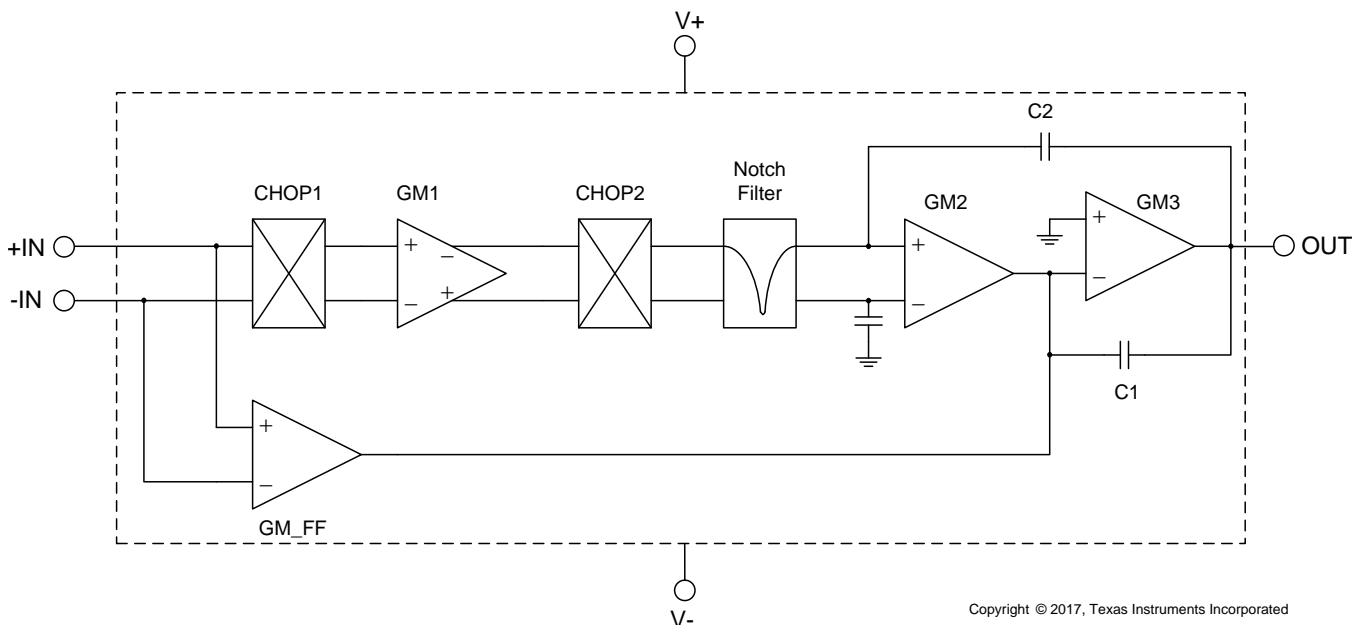 V+
C2
Notch
Filter
CHOP1
GM1
CHOP2
GM2
GM3
+IN
-IN
+
−
−
+
+
−
+
−
OUT
C1
+
−
GM_FF
V-
Copyright © 2017, Texas Instruments Incorporated